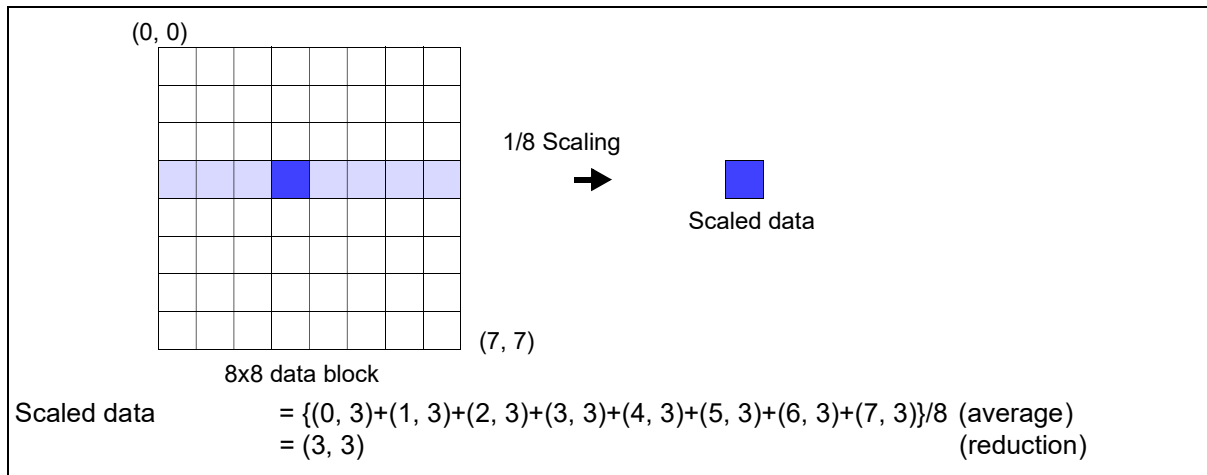 (0, 0)
1/8 Scaling
Scaled data
(7, 7)
8x8 data block
Scaled data = {(0, 3)+(1, 3)+(2, 3)+(3, 3)+(4, 3)+(5, 3)+(6, 3)+(7, 3)}/8 (average)
= (3, 3) (reduction)